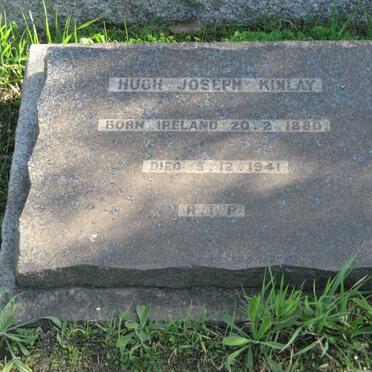 HUGH JOSEPH KINLAY
BORN IRELAND 20.2.1880
DIED 5.12.1941
R.I.P.